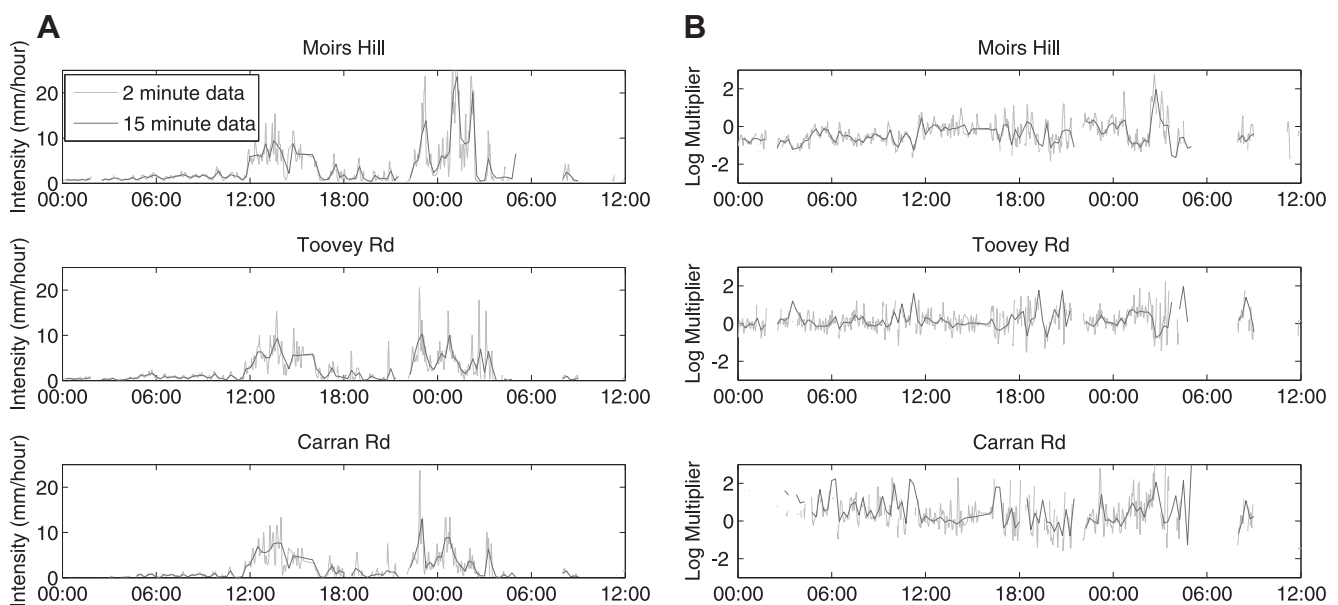 A
Moirs Hill
Intensity (mm/hour)
20
10
0
2 minute data
15 minute data
00:00 06:00 12:00 18:00 00:00 06:00 12:00
Toovey Rd
Intensity (mm/hour)
20
10
0
00:00 06:00 12:00 18:00 00:00 06:00 12:00
Carran Rd
Intensity (mm/hour)
20
10
0
00:00 06:00 12:00 18:00 00:00 06:00 12:00
B
Moirs Hill
Log Multiplier
2
0
-2
00:00 06:00 12:00 18:00 00:00 06:00 12:00
Toovey Rd
Log Multiplier
2
0
-2
00:00 06:00 12:00 18:00 00:00 06:00 12:00
Carran Rd
Log Multiplier
2
0
-2
00:00 06:00 12:00 18:00 00:00 06:00 12:00